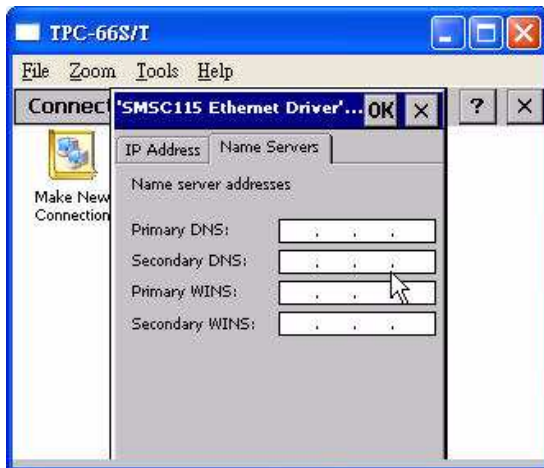 TPC-66S/T
File Zoom Tools Help
Connect
'SMSC115 Ethernet Driver'... OK ×
? ×
IP Address
Name Servers
Make New
Connection
Name server addresses
Primary DNS: . . .
Secondary DNS: . . .
Primary WINS: . . .
Secondary WINS: . . .